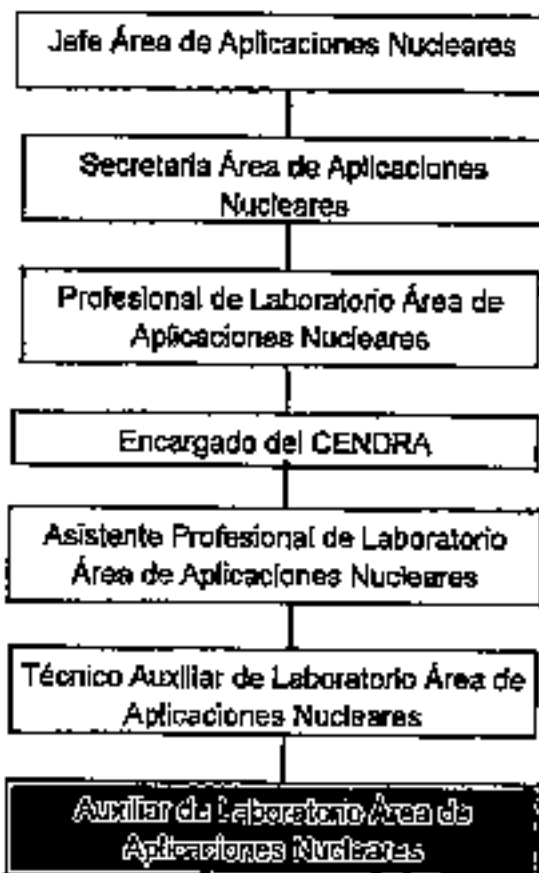 Jefe Área de Aplicaciones Nucleares
Secretaria Área de Aplicaciones
Nucleares
Profesional de Laboratorio Área de
Aplicaciones Nucleares
Encargado del CENDRA
Asistente Profesional de Laboratorio
Área de Aplicaciones Nucleares
Técnico Auxiliar de Laboratorio Área de
Aplicaciones Nucleares
Auxiliar de Laboratorio Área de
Aplicaciones Nucleares